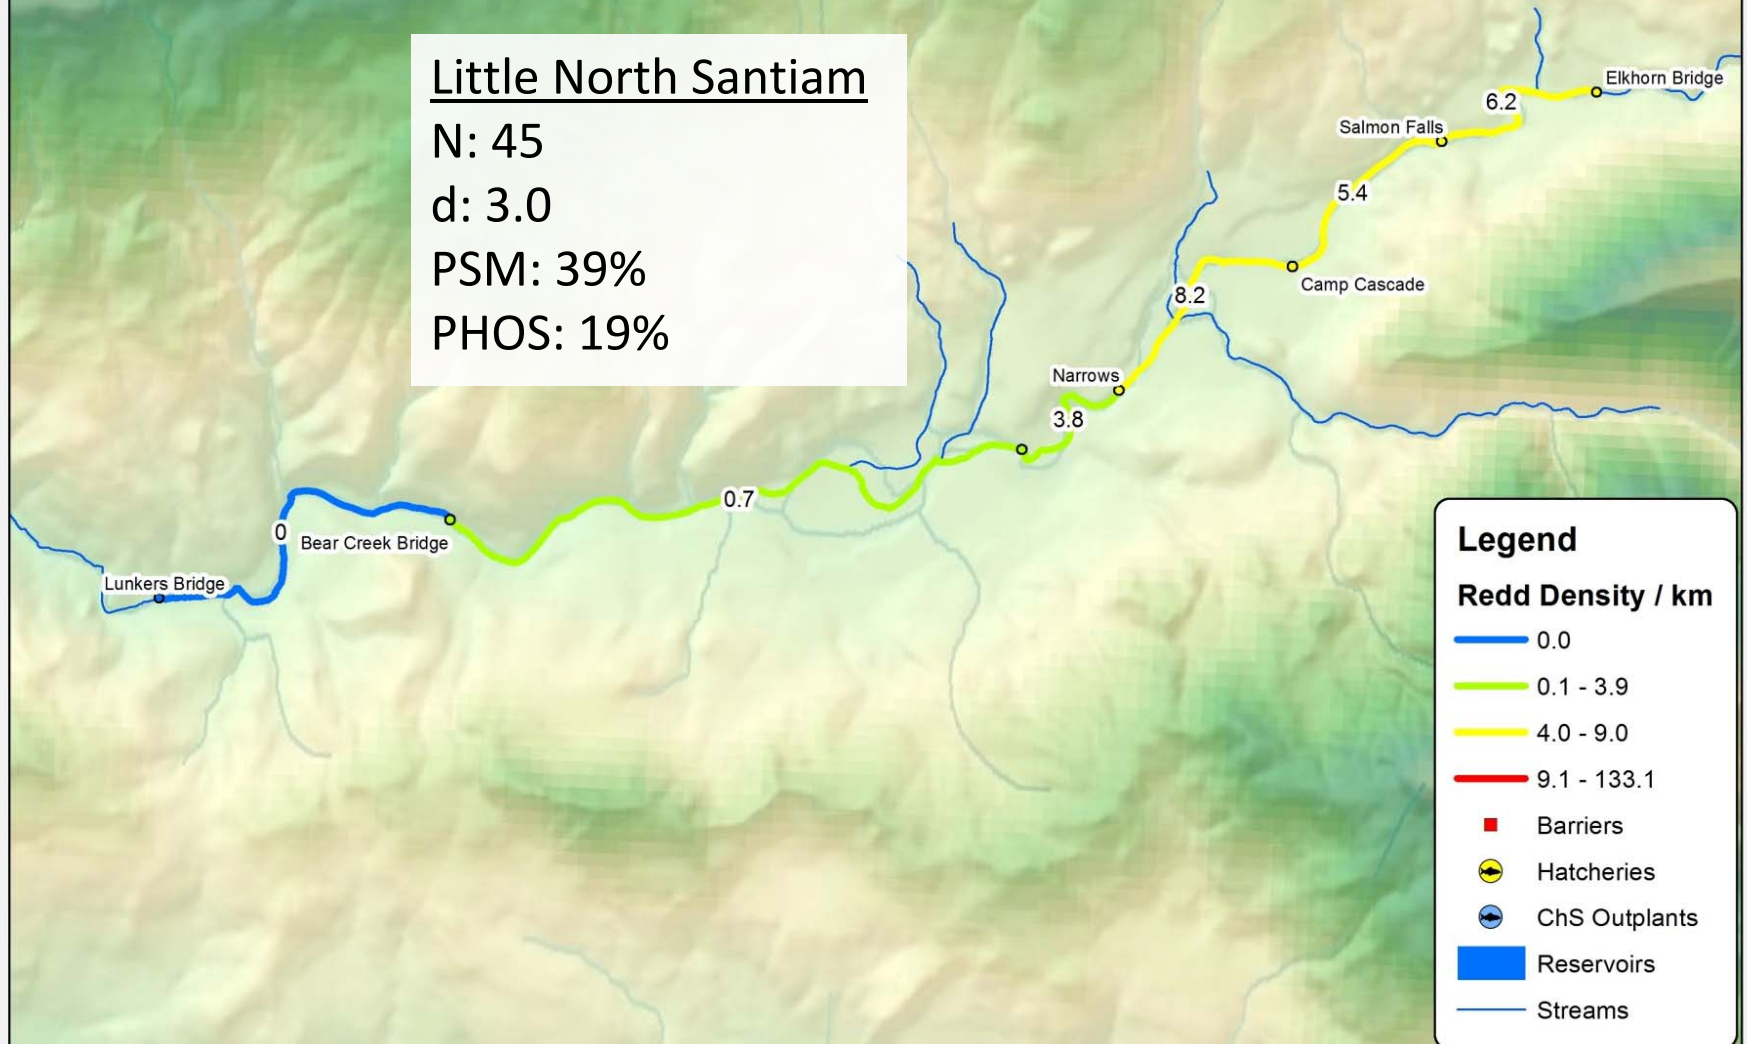 Little North Santiam
N: 45
d: 3.0
PSM: 39%
PHOS: 19%
Elkhorn Bridge
6.2
Salmon Falls
5.4
Camp Cascade
8.2
Narrows
3.8
0.7
0
Bear Creek Bridge
Lunkers Bridge
Legend
Redd Density / km
0.0
0.1 - 3.9
4.0 - 9.0
9.1 - 133.1
Barriers
Hatcheries
ChS Outplants
Reservoirs
Streams